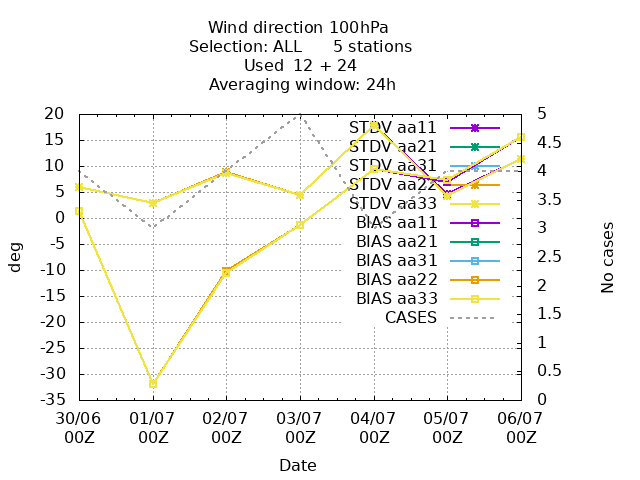 Wind direction 100hPa
Selection: ALL 5 stations
Used 12 + 24
Averaging window: 24h
20
15
10
5
0
-5
-10
-15
-20
-25
-30
-35
deg
5
4.5
4
3.5
3
2.5
2
1.5
1
0.5
0
No cases
STDV aa11
STDV aa21
STDV aa31
STDV aa22
STDV aa33
BIAS aa11
BIAS aa21
BIAS aa31
BIAS aa22
BIAS aa33
CASES
30/06 01/07 02/07 03/07 04/07 05/07 06/07
00Z 00Z 00Z 00Z 00Z 00Z 00Z
Date